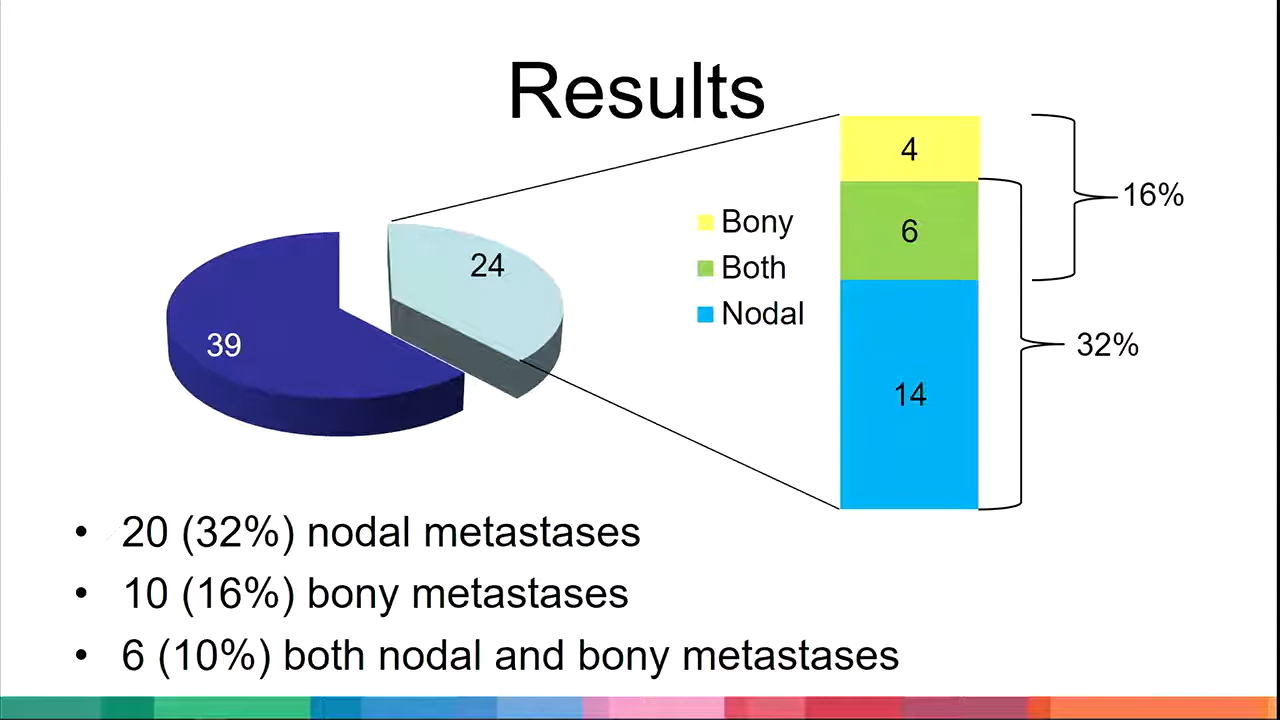 Results
4
16%
Bony
6
24
Both
Nodal
39
32%
14
• 20 (32%) nodal metastases
• 10 (16%) bony metastases
• 6 (10%) both nodal and bony metastases